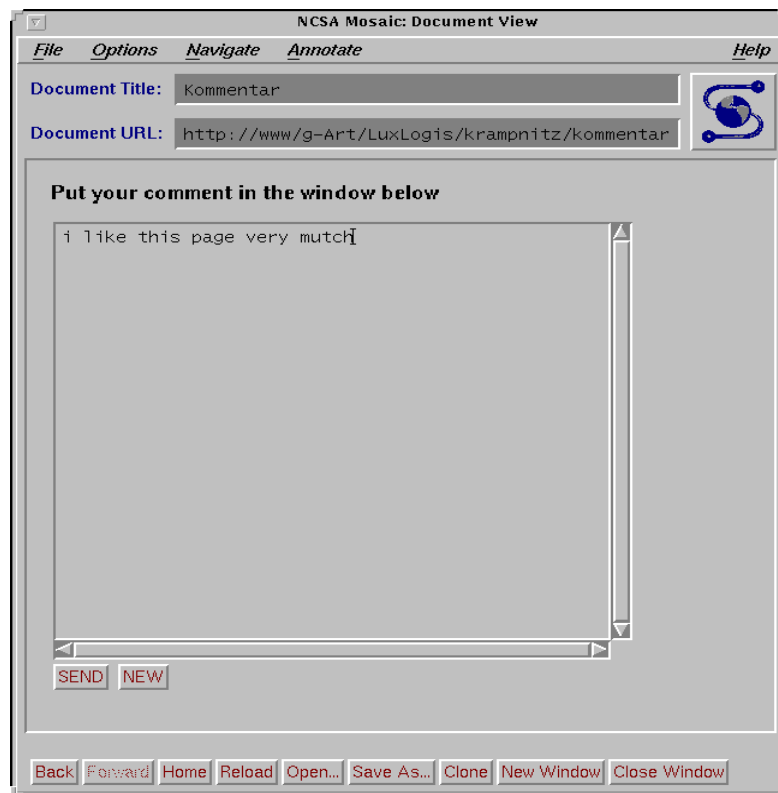 NCSA Mosaic: Document View
File Options Navigate Annotate Help
Document Title: Kommentar
Document URL: http://www/g-Art/LuxLogis/krampnitz/kommentar
Put your comment in the window below
i like this page very mutch
SEND NEW
Back Forward Home Reload Open... Save As... Clone New Window Close Window